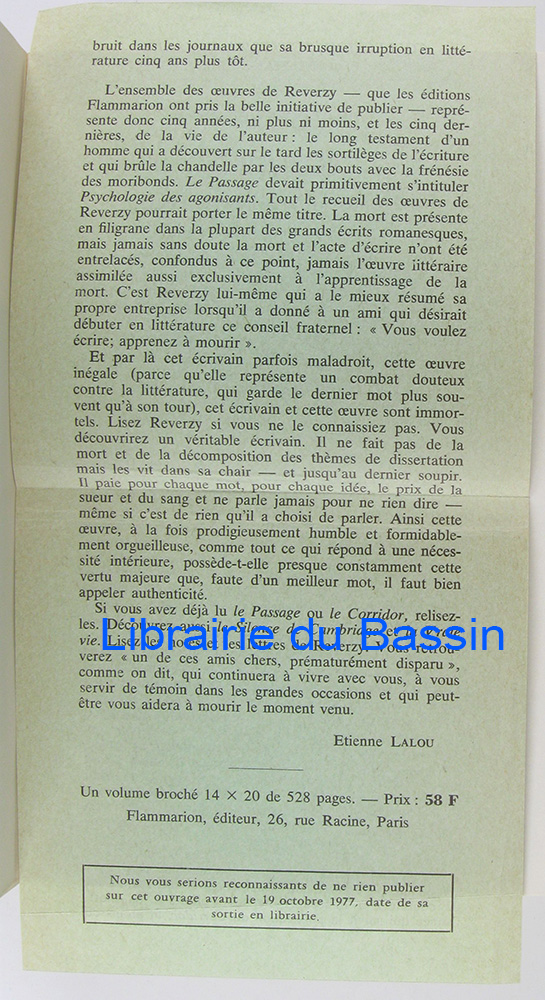 bruit dans les journaux que sa brusque irruption en litté-
rature cinq ans plus tôt.
L'ensemble des œuvres de Reverzy — que les éditions
Flammarion ont pris la belle initiative de publier — repré-
sente donc cinq années, ni plus ni moins, et les cinq der-
nières, de la vie de l'auteur : le long testament d'un
homme qui a découvert sur le tard les sortilèges de l'écriture
et qui brûle la chandelle par les deux bouts avec la frénésie
des moribonds. Le Passage devait primitivement s'intituler
Psychologie des agonisants. Tout le recueil des œuvres de
Reverzy pourrait porter le même titre. La mort est présente
en filigrane dans la plupart des grands écrits romanesques,
mais jamais sans doute la mort et l'acte d'écrire n'ont été
entrelacés, confondus à ce point, jamais l'œuvre iittéraire
assimilée aussi exclusivement à l'apprentissage de la
mort. C'est Reverzy lui-même qui a le mieux résumé sa
propre entreprise lorsqu'il a donné à un ami qui désirait
débuter en littérature ce conseil fraternel : « Vous voulez
écrire; apprenez à mourir ».
Et par là cet écrivain parfois maladroit, cette œuvre
inégale (parce qu'elle représente un combat douteux
contre la littérature, qui garde le dernier mot plus sou-
vent qu'à son tour), cet écrivain et cette œuvre sont immor-
tels. Lisez Reverzy si vous ne le connaissiez pas. Vous
découvrirez un véritable écrivain. Il ne fait pas de la
mort et de la décomposition des thèmes de dissertation
mais les vit dans sa chair — et jusqu'au dernier soupir.
Il paie pour chaque mot, pour chaque idée, le prix de la
sueur et du sang et ne parle jamais pour ne rien dire —
même si c'est de rien qu'il a choisi de parler. Ainsi cette
œuvre, à la fois prodigieusement humble et formidable-
ment orgueilleuse, comme tout ce qui répond à une néces-
sité intérieure, possède-t-elle presque constamment cette
vertu majeure que, faute d'un meilleur mot, il faut bien
appeler authenticité.
Si vous avez déjà lu le Passage ou le Corridor, relisez-
les. Découvrez aussi le Silence de Cambridge et la vraie
vie. Lisez les notes et les lettres de Reverzy. Vous retrou-
verez « un de ces amis chers, prématurément disparu »,
comme on dit, qui continuera à vivre avec vous, à vous
servir de témoin dans les grandes occasions et qui peut-
être vous aidera à mourir le moment venu.
Etienne LALOU
Un volume broché 14 × 20 de 528 pages. — Prix : 58 F
Flammarion, éditeur, 26, rue Racine, Paris
Nous vous serions reconnaissants de ne rien publier
sur cet ouvrage avant le 19 octobre 1977, date de sa
sortie en librairie.
Librairie du Bassin